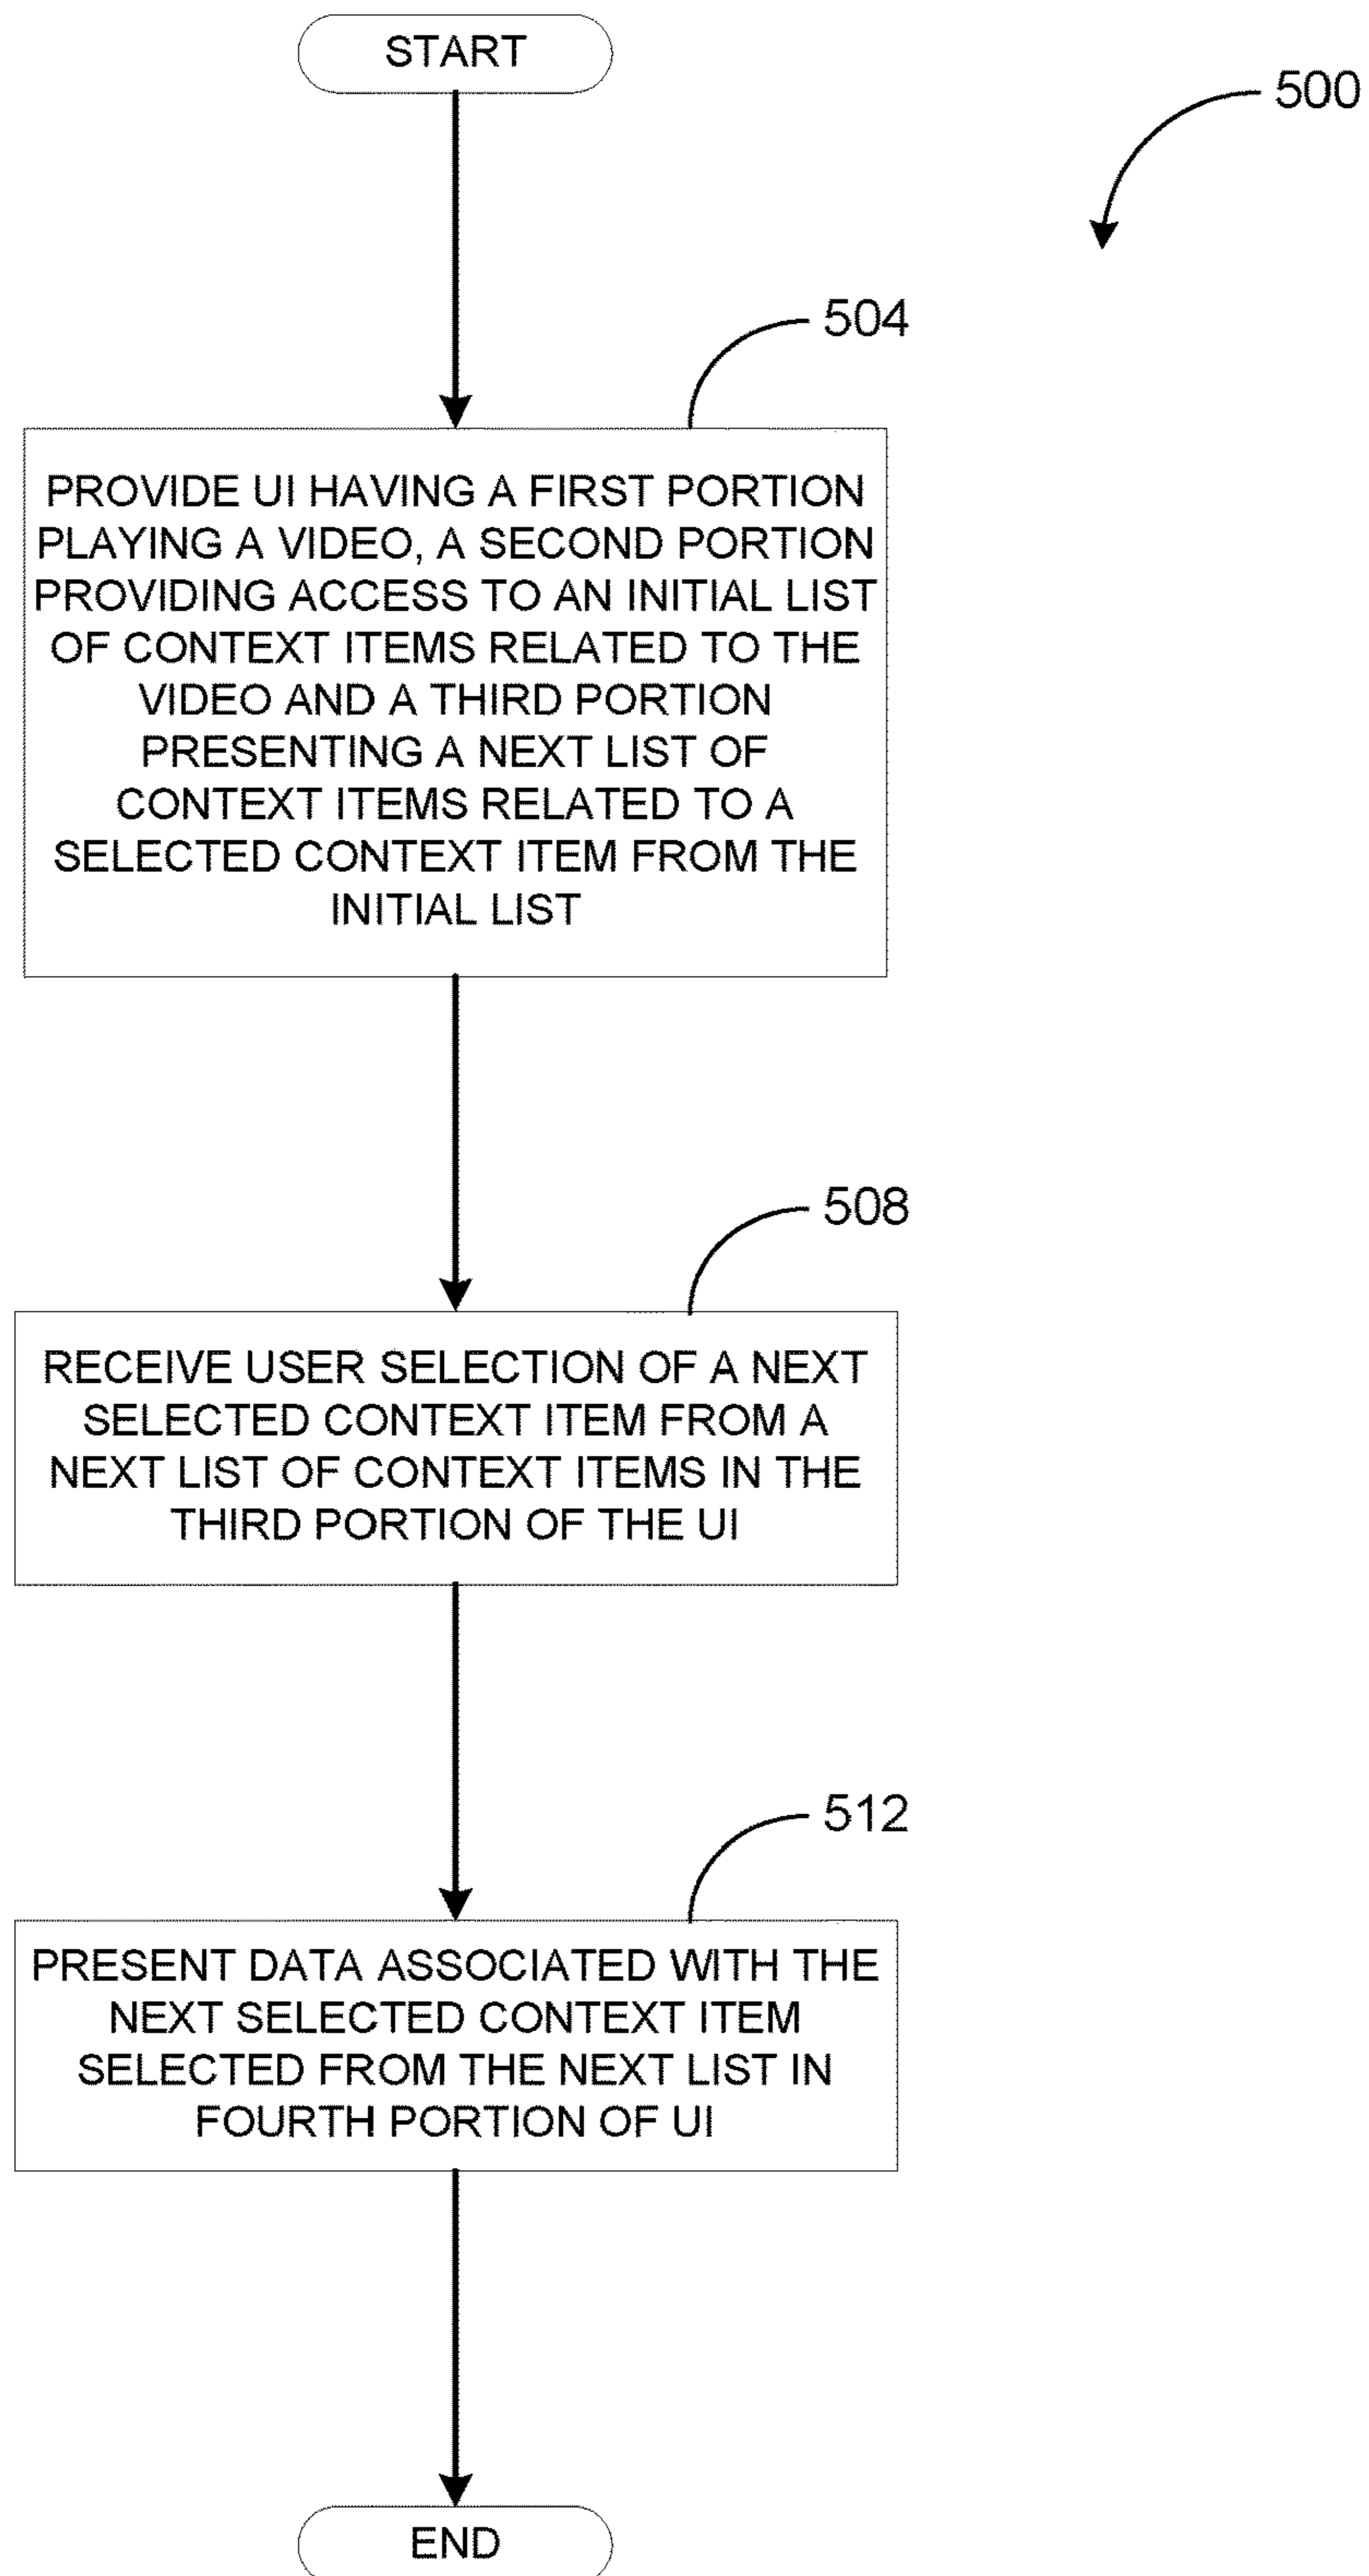 START
500
504
PROVIDE UI HAVING A FIRST PORTION
PLAYING A VIDEO, A SECOND PORTION
PROVIDING ACCESS TO AN INITIAL LIST
OF CONTEXT ITEMS RELATED TO THE
VIDEO AND A THIRD PORTION
PRESENTING A NEXT LIST OF
CONTEXT ITEMS RELATED TO A
SELECTED CONTEXT ITEM FROM THE
INITIAL LIST
508
RECEIVE USER SELECTION OF A NEXT
SELECTED CONTEXT ITEM FROM A
NEXT LIST OF CONTEXT ITEMS IN THE
THIRD PORTION OF THE UI
512
PRESENT DATA ASSOCIATED WITH THE
NEXT SELECTED CONTEXT ITEM
SELECTED FROM THE NEXT LIST IN
FOURTH PORTION OF UI
END